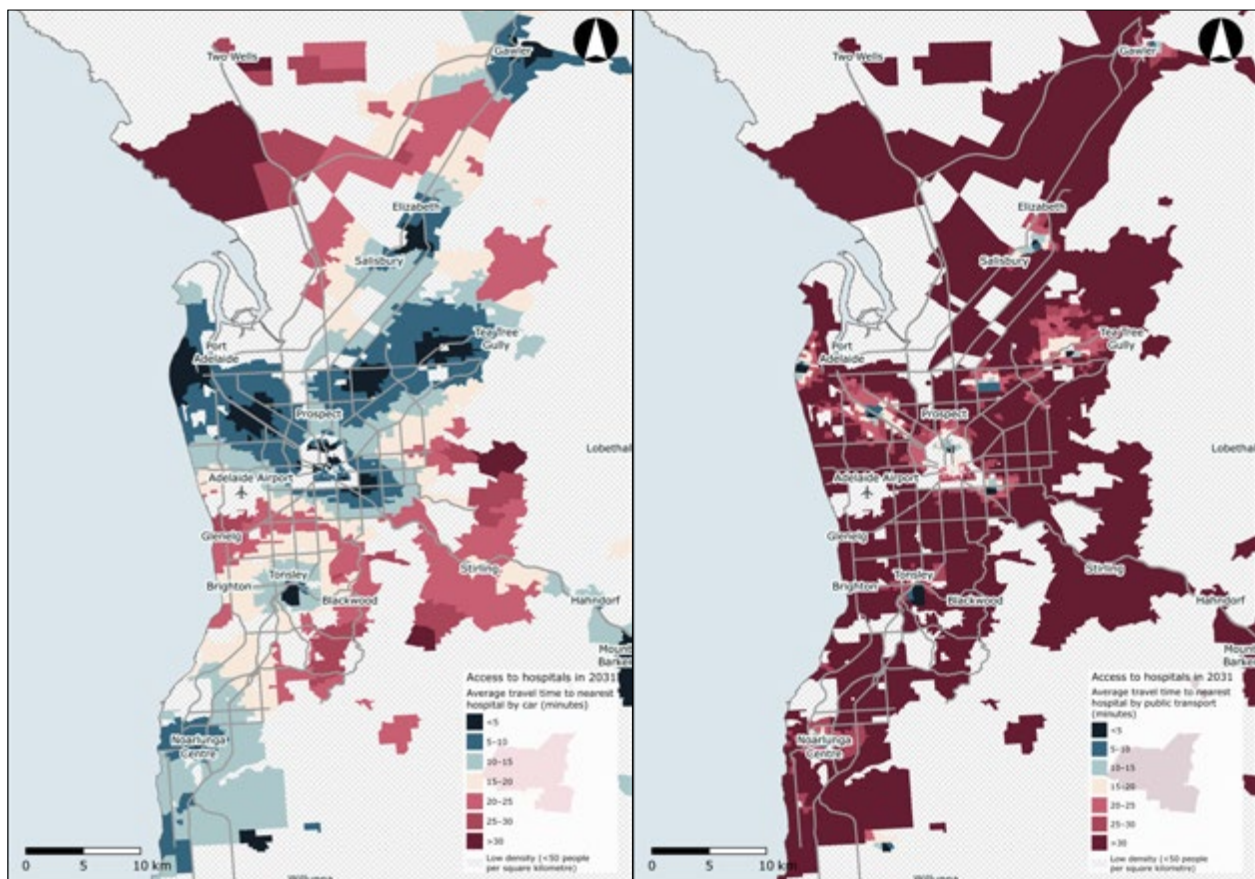 Two Wells
Gawler
Elizabeth
Salisbury
Tea Tree
Gully
Port
Adelaide
Prospect
Lobethal
Adelaide Airport
Glenelg
Stirling
Tonsley
Brighton
Blackwood
Hahndorf
Mount
Barker
Noarlunga
Centre
Access to hospitals in 2031
Average travel time to nearest
hospital by car (minutes)
<5
5–10
10–15
15–20
20–25
25–30
>30
Low density (<50 people
per square kilometre)
0 5 10 km
Two Wells
Gawler
Elizabeth
Salisbury
Tea Tree
Gully
Port
Adelaide
Prospect
Lobethal
Adelaide Airport
Glenelg
Stirling
Tonsley
Brighton
Blackwood
Hahndorf
Mount
Barker
Noarlunga
Centre
Access to hospitals in 2031
Average travel time to nearest
hospital by public transport
(minutes)
<5
5–10
10–15
15–20
20–25
25–30
>30
Low density (<50 people
per square kilometre)
0 5 10 km